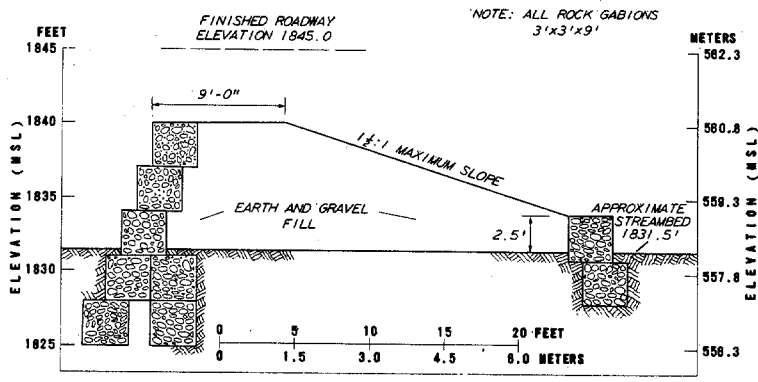 FINISHED ROADWAY
ELEVATION 1845.0
NOTE: ALL ROCK GABIONS
3'x3'x9'
FEET
METERS
1845
562.3
9'-0"
1840
560.8
1½:1 MAXIMUM SLOPE
ELEVATION (MSL)
ELEVATION (MSL)
1835
559.3
EARTH AND GRAVEL
FILL
2.5'
APPROXIMATE
STREAMBED
1831.5'
1830
557.8
0 5 10 15 20 FEET
0 1.5 3.0 4.5 6.0 METERS
1825
556.3